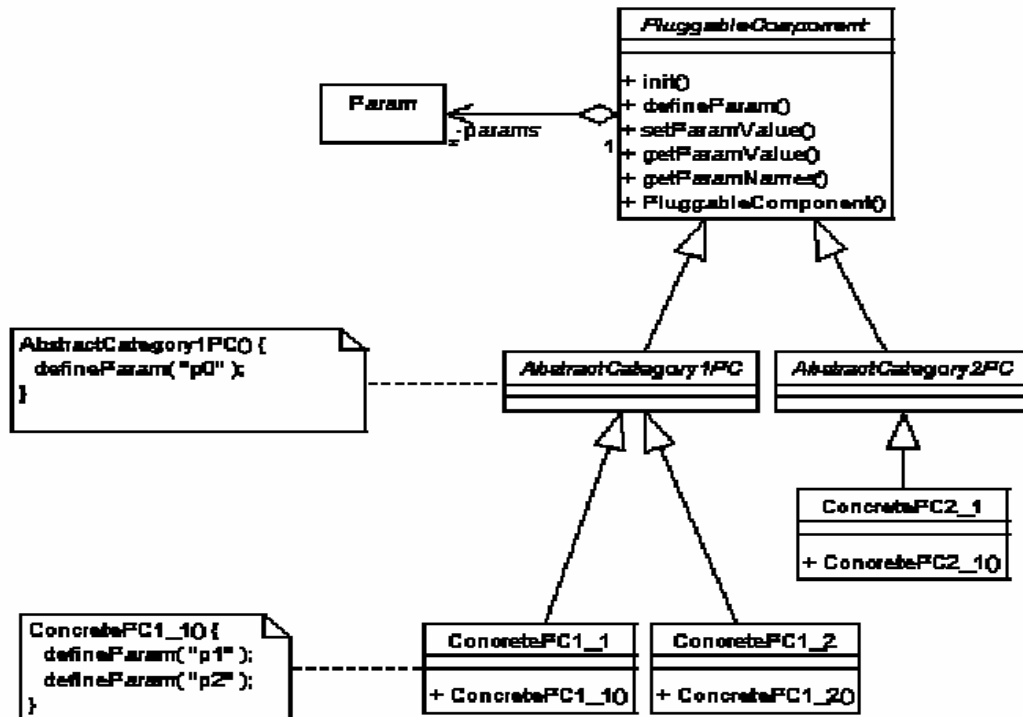 PluggableComponent
+ init()
+ defineParam()
+ setParamValue()
+ getParamValue()
+ getParamNames()
+ PluggableComponent()
Param
-params
1
AbstractCategory1PC() {
defineParam( "p0" );
}
AbstractCategory1PC
AbstractCategory2PC
ConcretePC2_1
+ ConcretePC2_1()
ConcretePC1_1() {
defineParam( "p1" );
defineParam( "p2" );
}
ConcretePC1_1
+ ConcretePC1_1()
ConcretePC1_2
+ ConcretePC1_2()